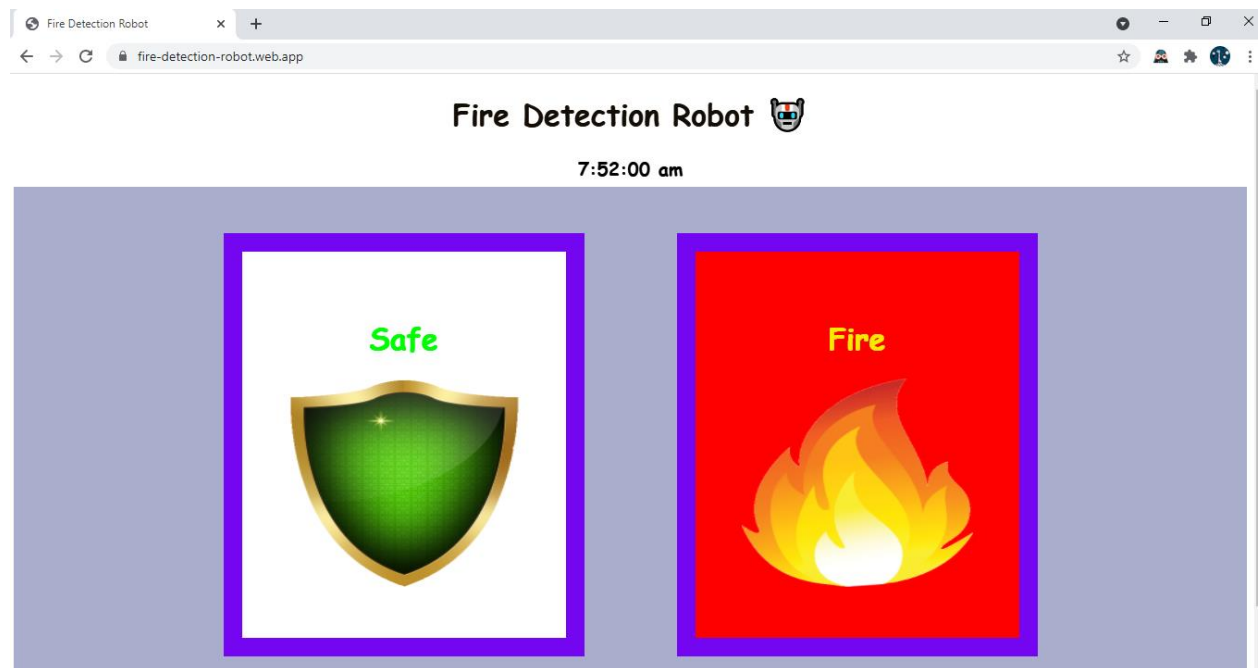 Fire Detection Robot
fire-detection-robot.web.app
Fire Detection Robot
7:52:00 am
Safe
Fire